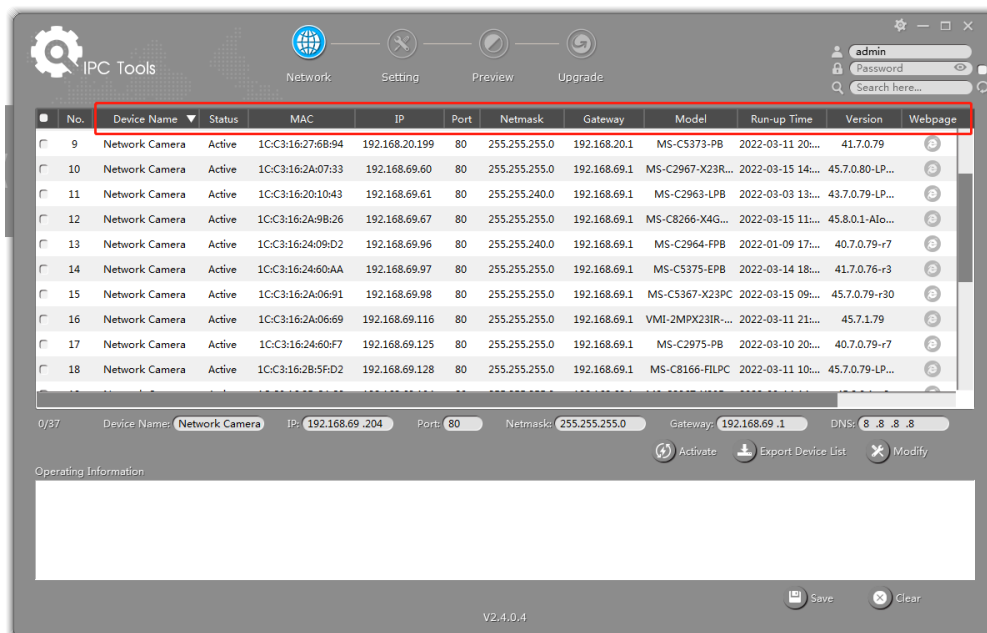 IPC Tools
Network Setting Preview Upgrade
admin
Password
Search here...
No. Device Name Status MAC IP Port Netmask Gateway Model Run-up Time Version Webpage
9 Network Camera Active 1C:C3:16:27:6B:94 192.168.20.199 80 255.255.255.0 192.168.20.1 MS-C5373-PB 2022-03-11 20:... 41.7.0.79
10 Network Camera Active 1C:C3:16:2A:07:33 192.168.69.60 80 255.255.255.0 192.168.69.1 MS-C2967-X23R... 2022-03-15 14:... 45.7.0.80-LP...
11 Network Camera Active 1C:C3:16:20:10:43 192.168.69.61 80 255.255.240.0 192.168.69.1 MS-C2963-LPB 2022-03-03 13:... 43.7.0.79-LP...
12 Network Camera Active 1C:C3:16:2A:9B:26 192.168.69.67 80 255.255.255.0 192.168.69.1 MS-C8266-X4G... 2022-03-15 11:... 45.8.0.1-AIo...
13 Network Camera Active 1C:C3:16:24:09:D2 192.168.69.96 80 255.255.240.0 192.168.69.1 MS-C2964-FPB 2022-01-09 17:... 40.7.0.79-r7
14 Network Camera Active 1C:C3:16:24:60:AA 192.168.69.97 80 255.255.255.0 192.168.69.1 MS-C5375-EPB 2022-03-14 18:... 41.7.0.76-r3
15 Network Camera Active 1C:C3:16:2A:06:91 192.168.69.98 80 255.255.255.0 192.168.69.1 MS-C5367-X23PC 2022-03-15 09:... 45.7.0.79-r30
16 Network Camera Active 1C:C3:16:2A:06:69 192.168.69.116 80 255.255.255.0 192.168.69.1 VMI-2MPX23IR-... 2022-03-11 21:... 45.7.1.79
17 Network Camera Active 1C:C3:16:24:60:F7 192.168.69.125 80 255.255.255.0 192.168.69.1 MS-C2975-PB 2022-03-10 20:... 40.7.0.79-r7
18 Network Camera Active 1C:C3:16:2B:5F:D2 192.168.69.128 80 255.255.255.0 192.168.69.1 MS-C8166-FILPC 2022-03-11 10:... 45.7.0.79-LP...
0/37 Device Name: Network Camera IP: 192.168.69 .204 Port: 80 Netmask: 255.255.255.0 Gateway: 192.168.69 .1 DNS: 8 .8 .8 .8
Activate Export Device List Modify
Operating Information
Save Clear
V2.4.0.4